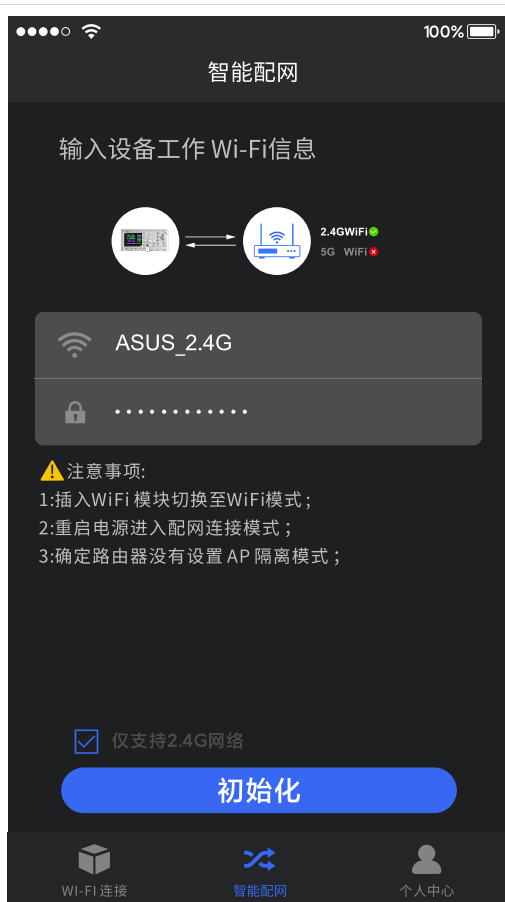 100%
智能配网
输入设备工作 Wi-Fi信息
2.4GWiFi
5G WiFi
ASUS_2.4G
••••••••••••
注意事项:
1:插入WiFi 模块切换至WiFi模式；
2:重启电源进入配网连接模式；
3:确定路由器没有设置 AP 隔离模式；
仅支持2.4G网络
初始化
WI-FI 连接
智能配网
个人中心